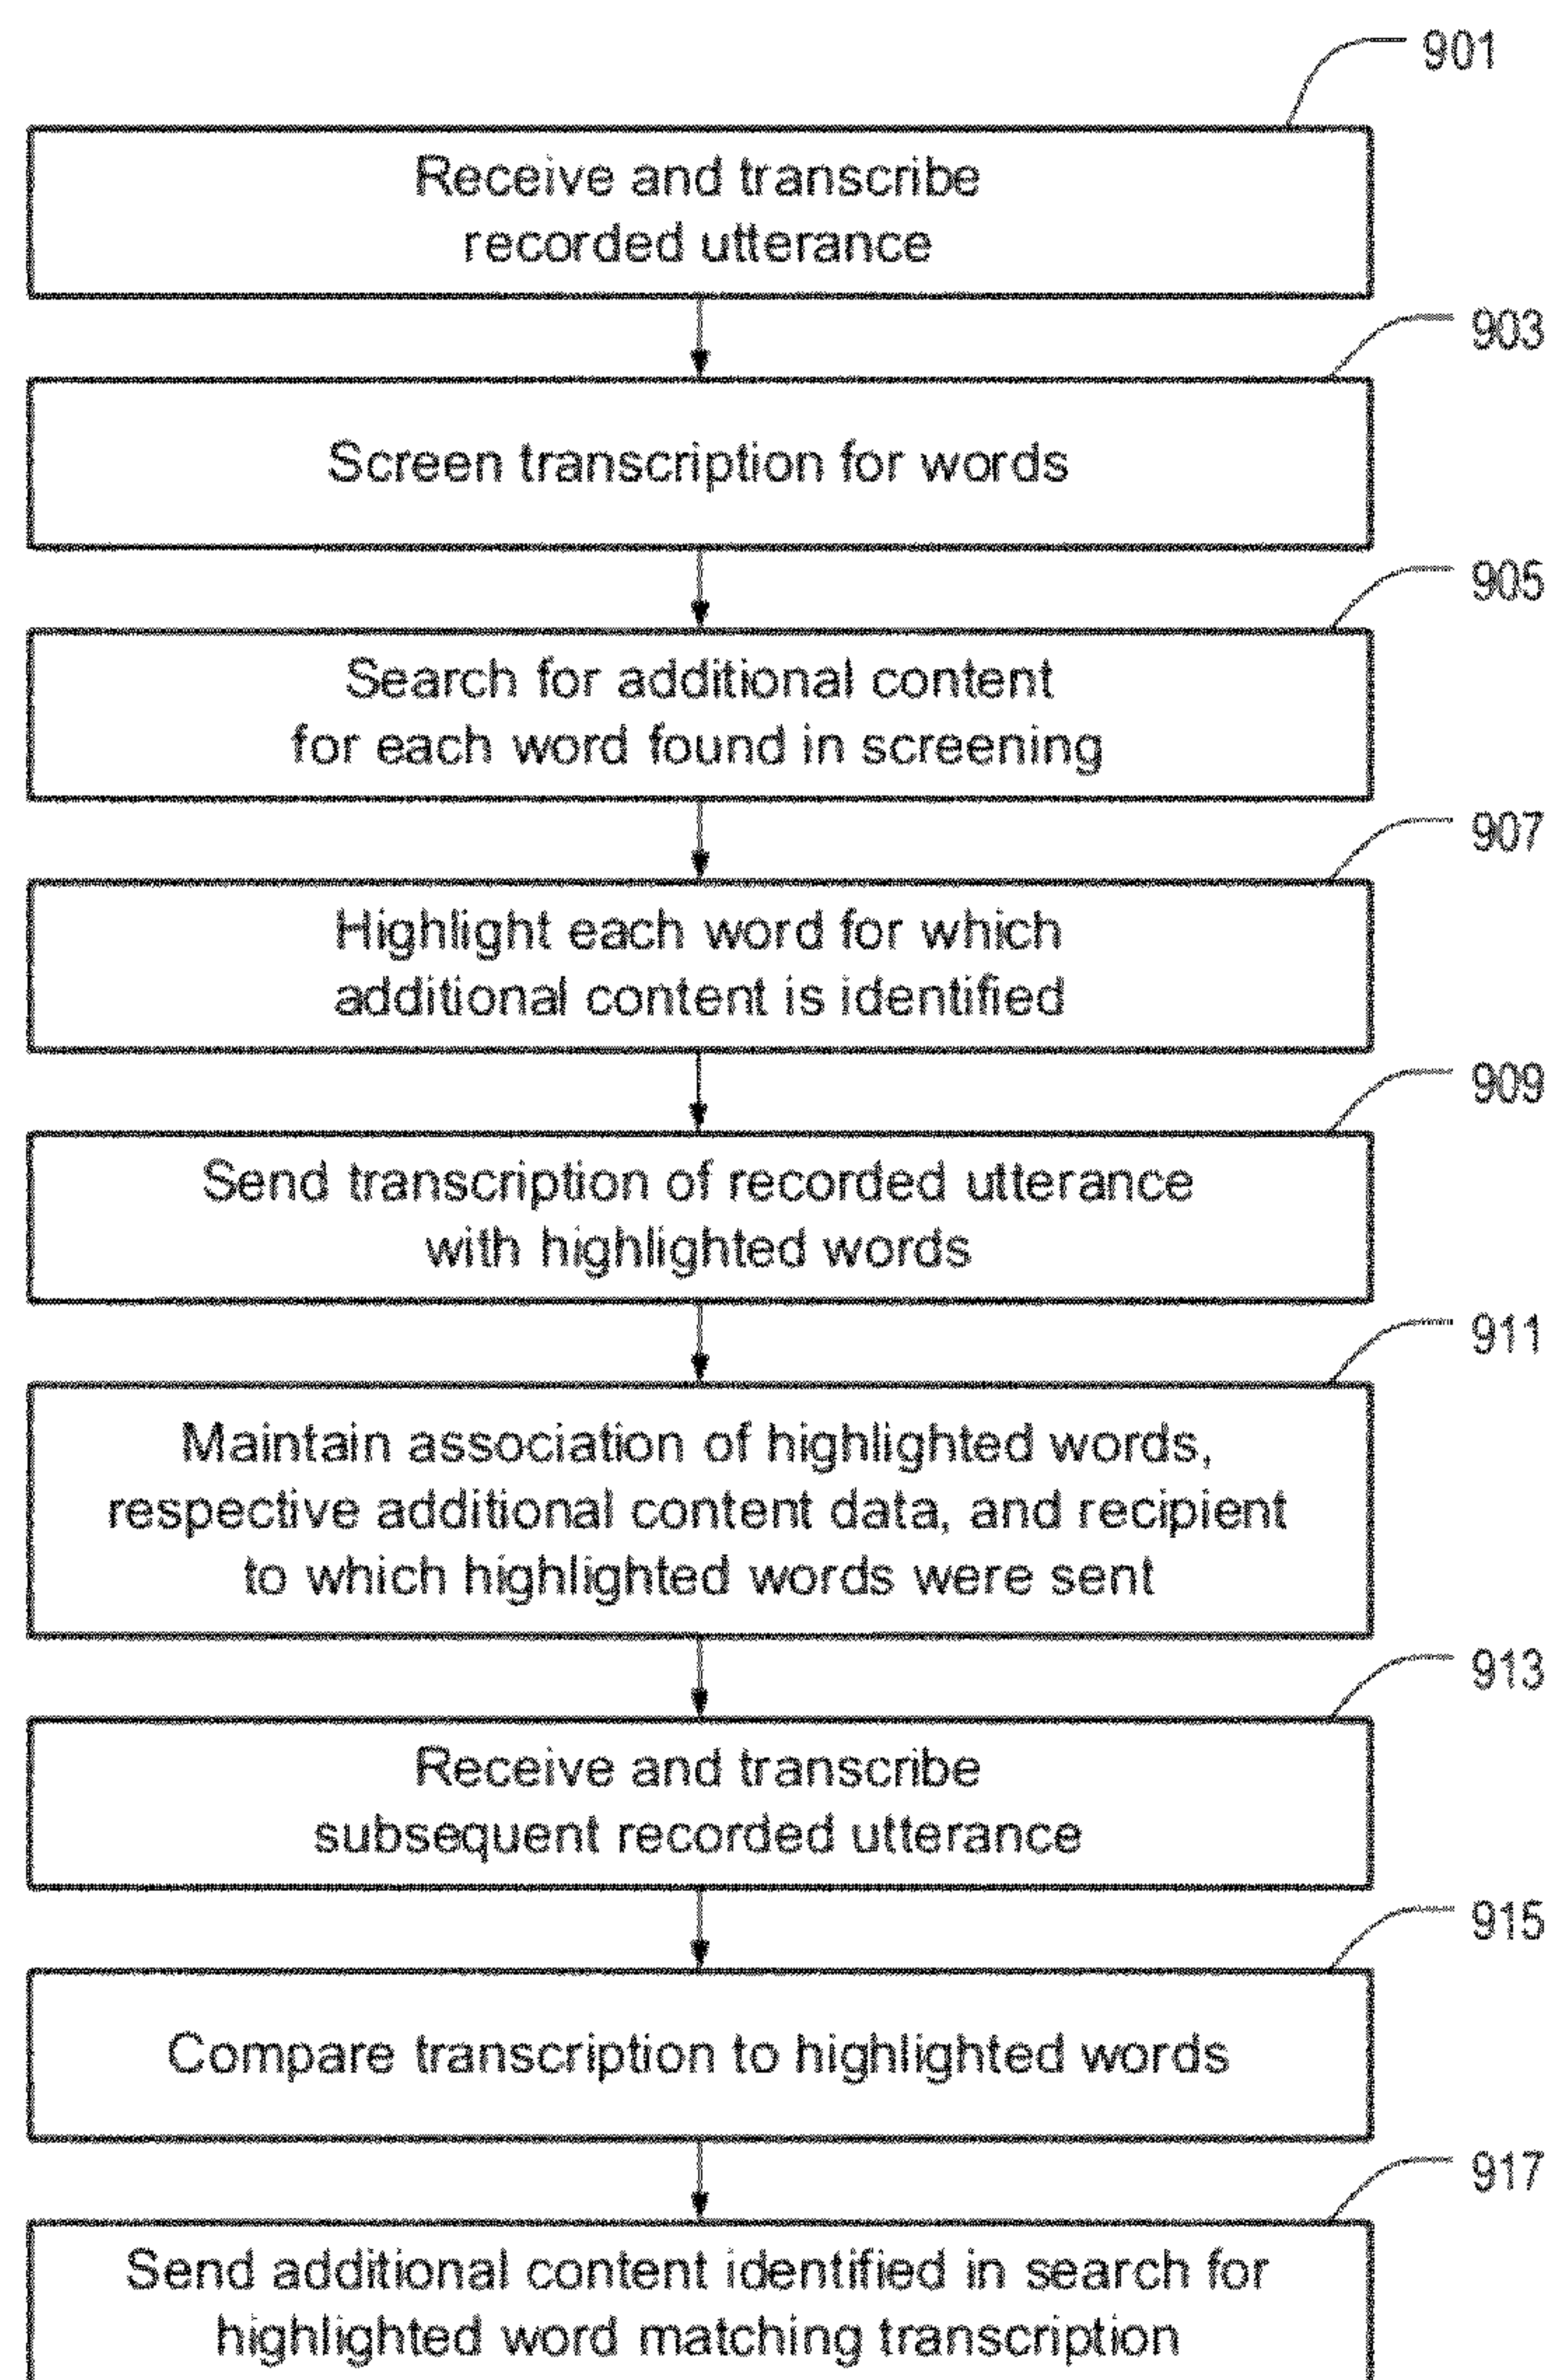 901
Receive and transcribe
recorded utterance
903
Screen transcription for words
905
Search for additional content
for each word found in screening
907
Highlight each word for which
additional content is identified
909
Send transcription of recorded utterance
with highlighted words
911
Maintain association of highlighted words,
respective additional content data, and recipient
to which highlighted words were sent
913
Receive and transcribe
subsequent recorded utterance
915
Compare transcription to highlighted words
917
Send additional content identified in search for
highlighted word matching transcription